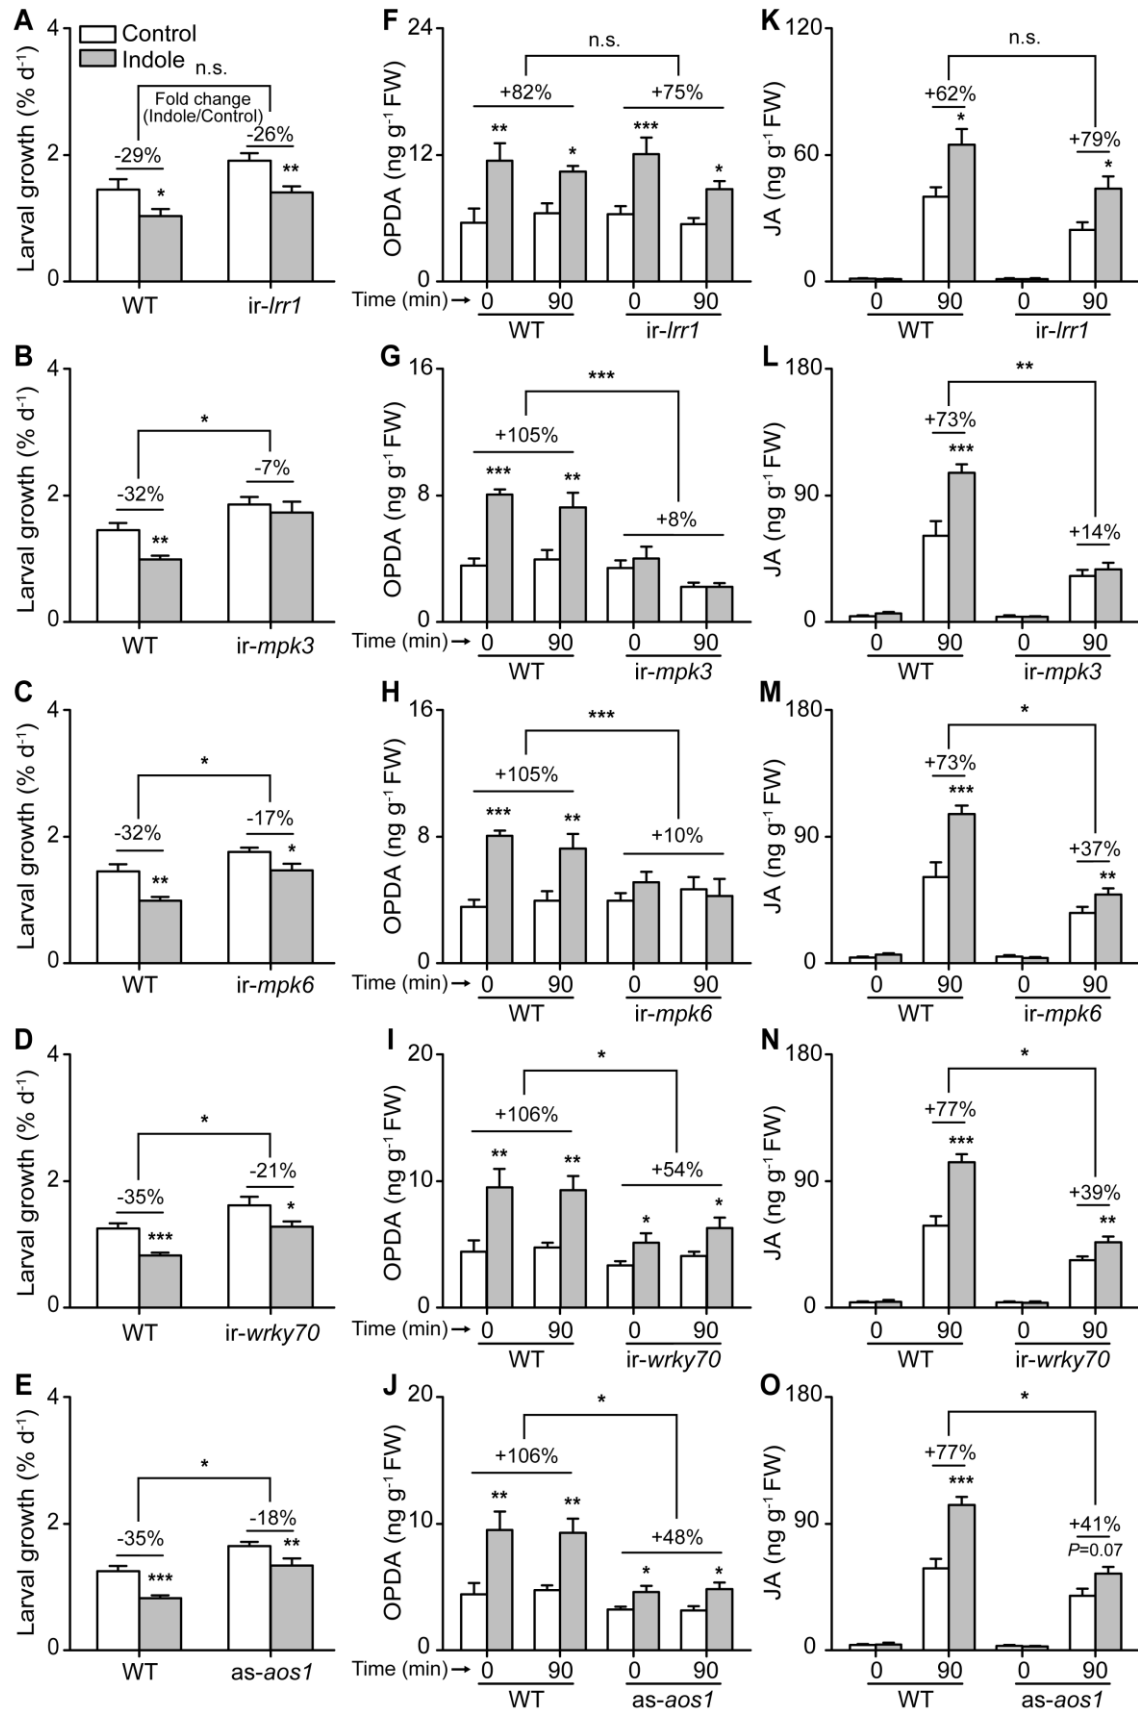 A
Larval growth (% d⁻¹)
4
2
0
Control
Indole
n.s.
Fold change
(Indole/Control)
-29%
*
-26%
**
WT
ir-lrr1
F
OPDA (ng g⁻¹ FW)
24
12
0
n.s.
+82%
+75%
**
*
***
*
Time (min)→ 0 90 0 90
WT
ir-lrr1
K
JA (ng g⁻¹ FW)
120
60
0
n.s.
+62%
*
+79%
*
0 90 0 90
WT
ir-lrr1
B
Larval growth (% d⁻¹)
4
2
0
*
-32%
**
-7%
WT
ir-mpk3
G
OPDA (ng g⁻¹ FW)
16
8
0
***
+105%
***
**
+8%
Time (min)→ 0 90 0 90
WT
ir-mpk3
L
JA (ng g⁻¹ FW)
180
90
0
**
+73%
***
+14%
0 90 0 90
WT
ir-mpk3
C
Larval growth (% d⁻¹)
4
2
0
*
-32%
**
-17%
*
WT
ir-mpk6
H
OPDA (ng g⁻¹ FW)
16
8
0
***
+105%
***
**
+10%
Time (min)→ 0 90 0 90
WT
ir-mpk6
M
JA (ng g⁻¹ FW)
180
90
0
*
+73%
***
+37%
**
0 90 0 90
WT
ir-mpk6
D
Larval growth (% d⁻¹)
4
2
0
*
-35%
***
-21%
*
WT
ir-wrky70
I
OPDA (ng g⁻¹ FW)
20
10
0
*
+106%
**
**
+54%
*
*
Time (min)→ 0 90 0 90
WT
ir-wrky70
N
JA (ng g⁻¹ FW)
180
90
0
*
+77%
***
+39%
**
0 90 0 90
WT
ir-wrky70
E
Larval growth (% d⁻¹)
4
2
0
*
-35%
***
-18%
**
WT
as-aos1
J
OPDA (ng g⁻¹ FW)
20
10
0
*
+106%
**
**
+48%
*
*
Time (min)→ 0 90 0 90
WT
as-aos1
O
JA (ng g⁻¹ FW)
180
90
0
*
+77%
***
+41%
P=0.07
0 90 0 90
WT
as-aos1